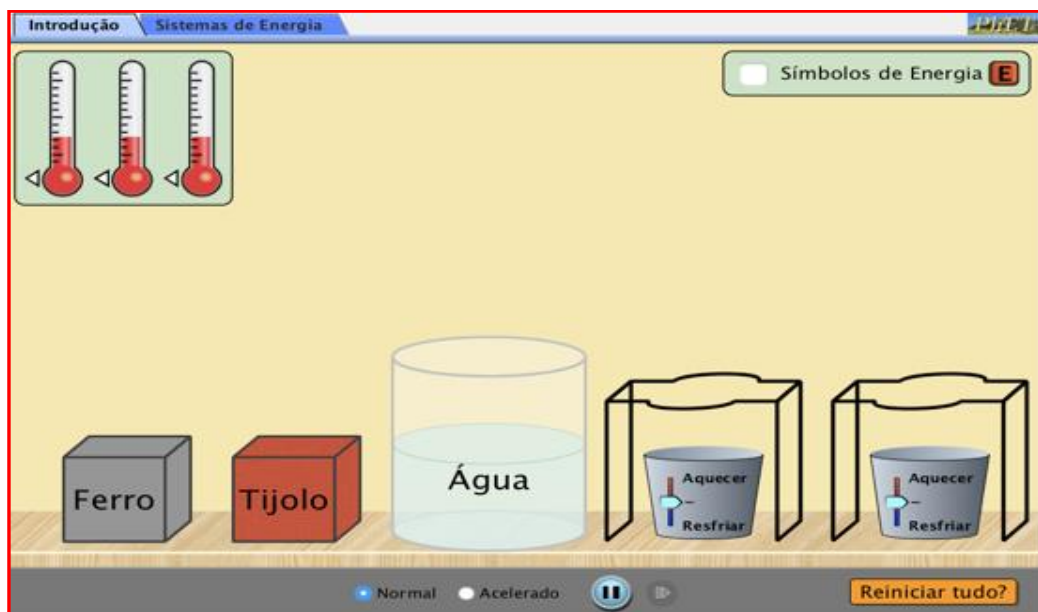 Introdução
Sistemas de Energia
Símbolos de Energia E
Ferro
Tijolo
Água
Aquecer
Resfriar
Aquecer
Resfriar
Normal
Acelerado
Reiniciar tudo?